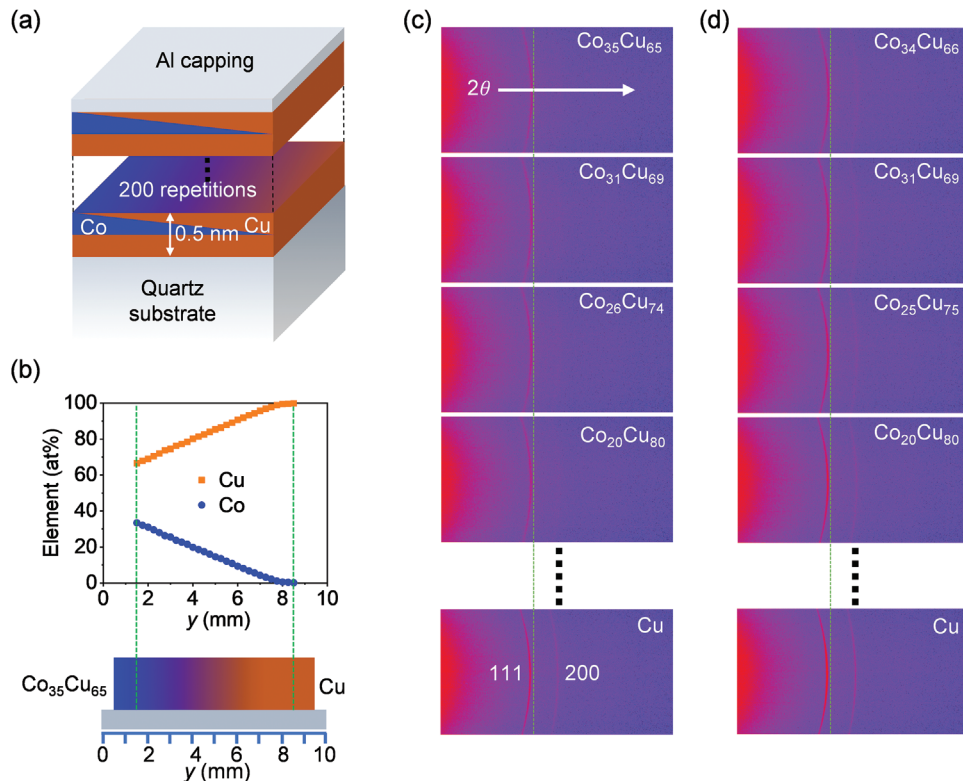 (a)
Al capping
200 repetitions
Co
Cu
0.5 nm
Quartz
substrate
(b)
100
80
60
40
20
0
Element (at%)
Cu
Co
0 2 4 6 8 10
y (mm)
Co35Cu65
Cu
0 2 4 6 8 10
y (mm)
(c)
Co35Cu65
2θ
Co31Cu69
Co26Cu74
Co20Cu80
Cu
111
200
(d)
Co34Cu66
Co31Cu69
Co25Cu75
Co20Cu80
Cu